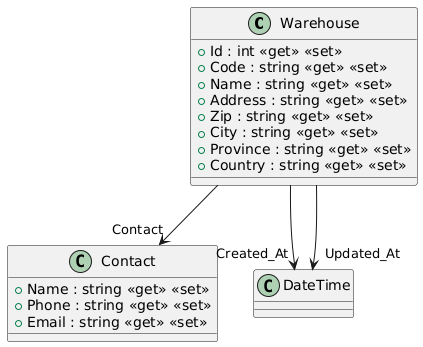 C Warehouse
Id : int «get» «set»
Code : string «get» «set»
Name : string «get» «set»
Address : string «get» «set»
Zip : string «get» «set»
City : string «get» «set»
Province : string «get» «set»
Country : string «get» «set»
Contact
Created_At
Updated_At
C Contact
Name : string «get» «set»
Phone : string «get» «set»
Email : string «get» «set»
C DateTime